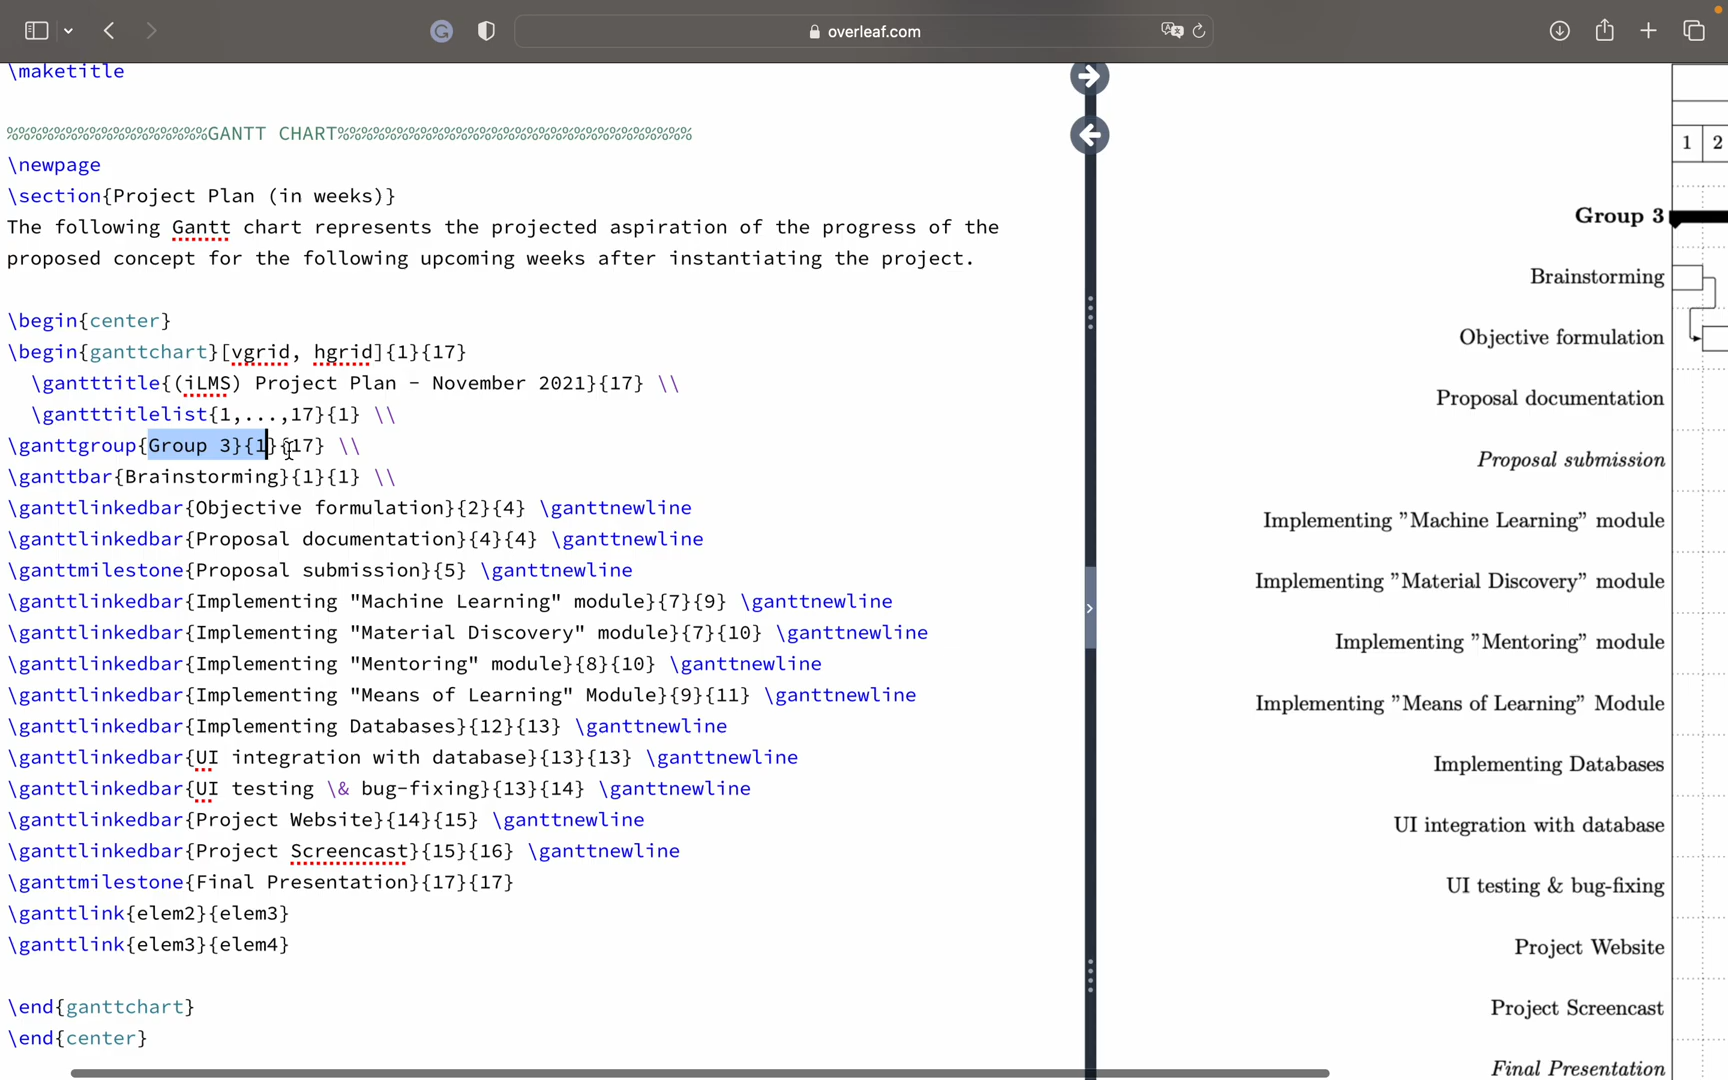 overleaf.com
\maketitle
%%%%%%%%%%%%%%%%%GANTT CHART%%%%%%%%%%%%%%%%%%%%%%%%%%%%%%
\newpage
\section{Project Plan (in weeks)}
The following Gantt chart represents the projected aspiration of the progress of the
proposed concept for the following upcoming weeks after instantiating the project.
\begin{center}
\begin{ganttchart}[vgrid, hgrid]{1}{17}
\gantttitle{(iLMS) Project Plan - November 2021}{17} \\
\gantttitlelist{1,...,17}{1} \\
\ganttgroup{Group 3}{1}{17} \\
\ganttbar{Brainstorming}{1}{1} \\
\ganttlinkedbar{Objective formulation}{2}{4} \ganttnewline
\ganttlinkedbar{Proposal documentation}{4}{4} \ganttnewline
\ganttmilestone{Proposal submission}{5} \ganttnewline
\ganttlinkedbar{Implementing "Machine Learning" module}{7}{9} \ganttnewline
\ganttlinkedbar{Implementing "Material Discovery" module}{7}{10} \ganttnewline
\ganttlinkedbar{Implementing "Mentoring" module}{8}{10} \ganttnewline
\ganttlinkedbar{Implementing "Means of Learning" Module}{9}{11} \ganttnewline
\ganttlinkedbar{Implementing Databases}{12}{13} \ganttnewline
\ganttlinkedbar{UI integration with database}{13}{13} \ganttnewline
\ganttlinkedbar{UI testing \& bug-fixing}{13}{14} \ganttnewline
\ganttlinkedbar{Project Website}{14}{15} \ganttnewline
\ganttlinkedbar{Project Screencast}{15}{16} \ganttnewline
\ganttmilestone{Final Presentation}{17}{17}
\ganttlink{elem2}{elem3}
\ganttlink{elem3}{elem4}
\end{ganttchart}
\end{center}
1 2
Group 3
Brainstorming
Objective formulation
Proposal documentation
Proposal submission
Implementing ”Machine Learning” module
Implementing ”Material Discovery” module
Implementing ”Mentoring” module
Implementing ”Means of Learning” Module
Implementing Databases
UI integration with database
UI testing & bug-fixing
Project Website
Project Screencast
Final Presentation